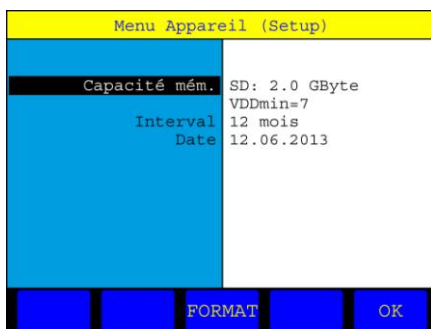 Menu Appareil (Setup)
Capacité mém. SD: 2.0 GByte
VDDmin=7
Interval 12 mois
Date 12.06.2013
FORMAT OK